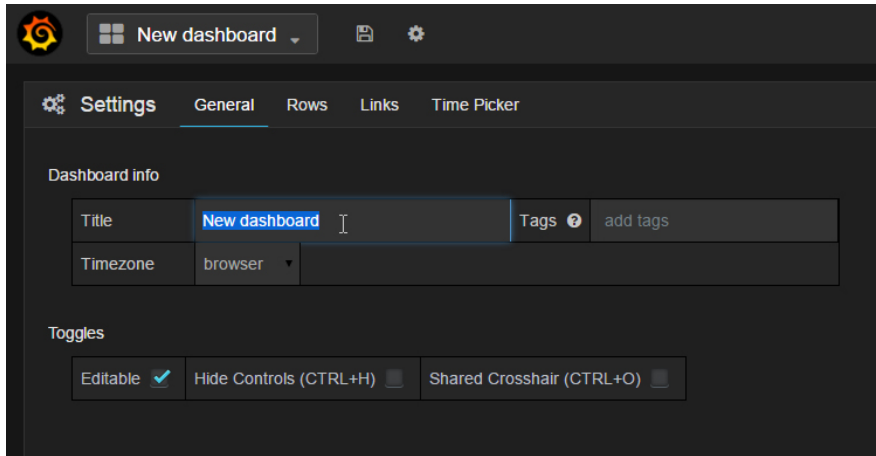 New dashboard
Settings General Rows Links Time Picker
Dashboard info
Title New dashboard Tags add tags
Timezone browser
Toggles
Editable Hide Controls (CTRL+H) Shared Crosshair (CTRL+O)